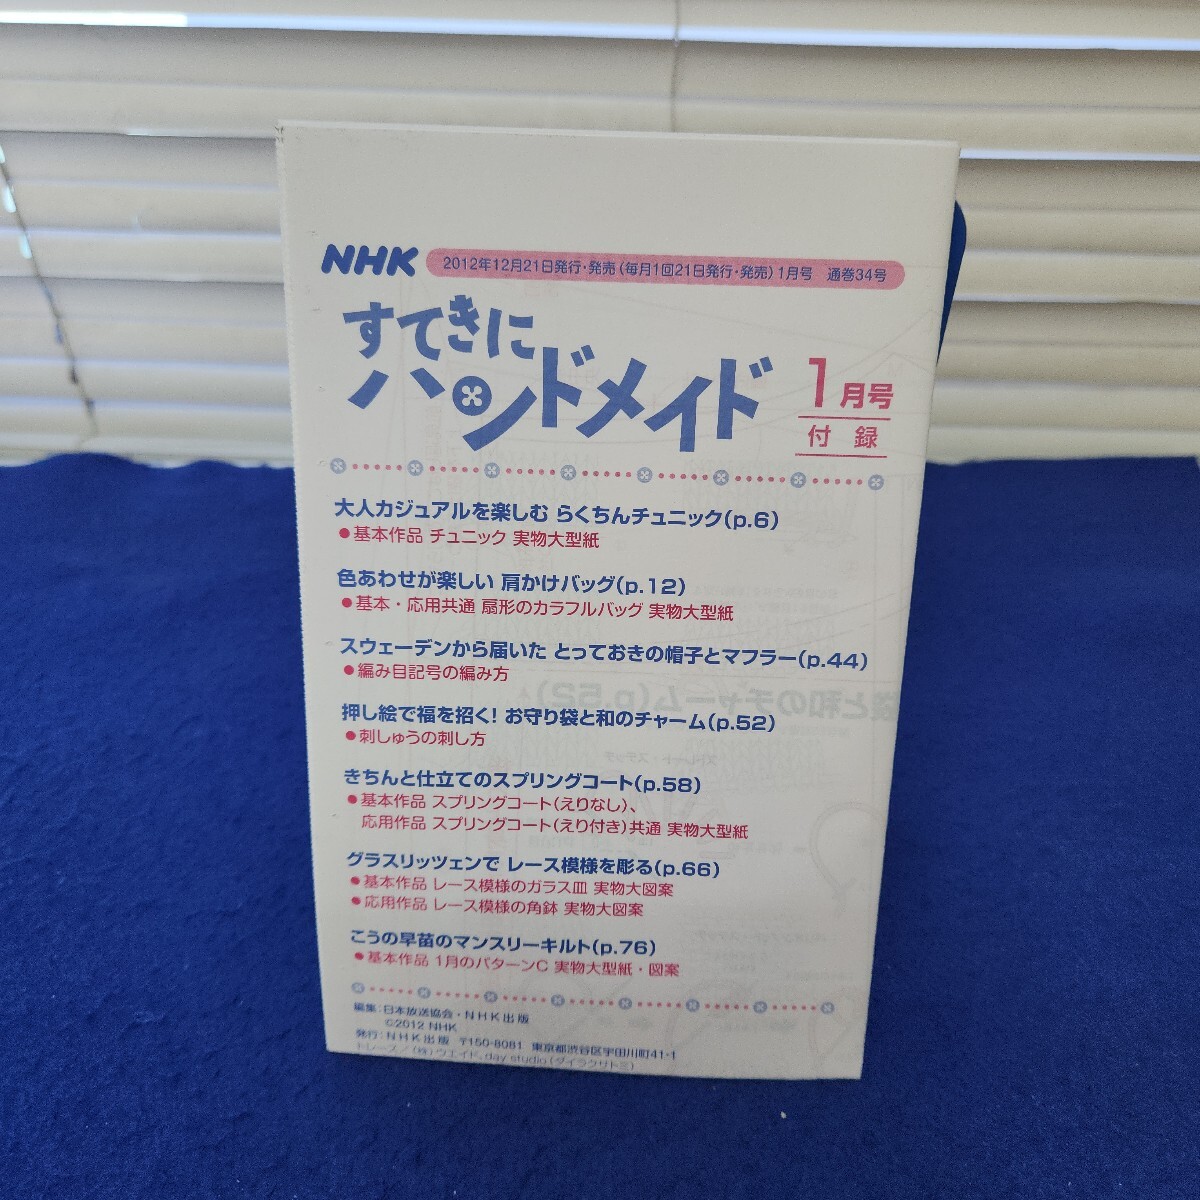 NHK 2012年12月21日発行・発売(毎月1回21日発行・発売)1月号 通巻34号
すてきに
ハンドメイド
1月号
付録
大人カジュアルを楽しむ らくちんチュニック(p.6)
●基本作品 チュニック 実物大型紙
色あわせが楽しい 肩かけバッグ(p.12)
●基本・応用共通 扇形のカラフルバッグ 実物大型紙
スウェーデンから届いた とっておきの帽子とマフラー(p.44)
●編み目記号の編み方
押し絵で福を招く! お守り袋と和のチャーム(p.52)
●刺しゅうの刺し方
きちんと仕立てのスプリングコート(p.58)
●基本作品 スプリングコート(えりなし)、
応用作品 スプリングコート(えり付き)共通 実物大型紙
グラスリッツェンで レース模様を彫る(p.66)
●基本作品 レース模様のガラス皿 実物大図案
●応用作品 レース模様の角鉢 実物大図案
こうの早苗のマンスリーキルト(p.76)
●基本作品 1月のパターンC 実物大型紙・図案
編集:日本放送協会・NHK出版
©2012 NHK
発行:NHK出版 〒150-8081 東京都渋谷区宇田川町41-1
トレース/(株)ウエイド、day studio(ダイラクサトミ)